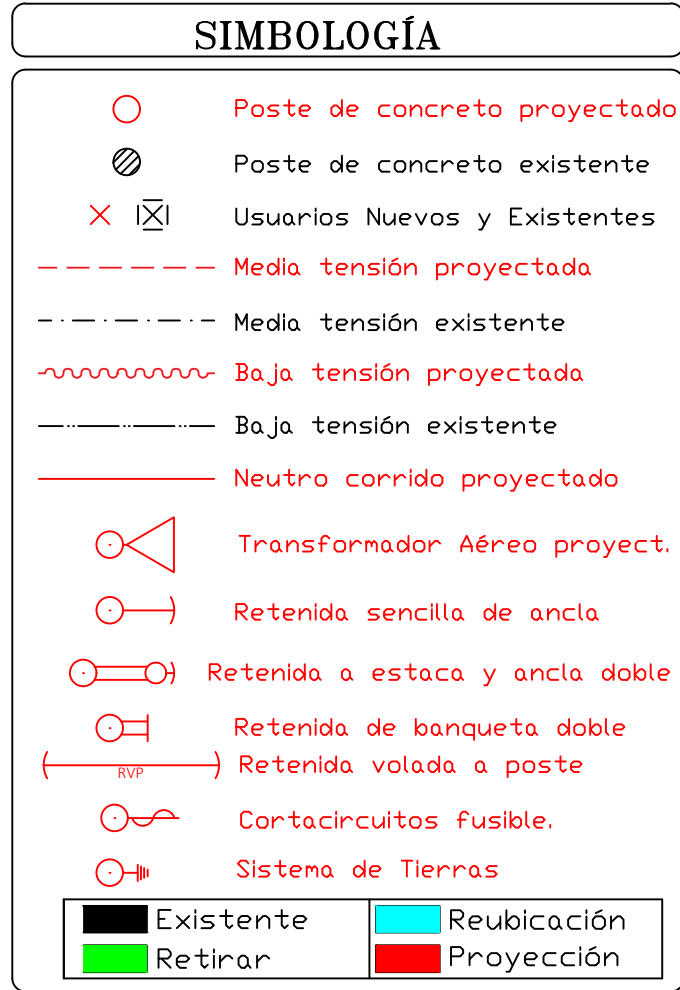 SIMBOLOGÍA
Poste de concreto proyectado
Poste de concreto existente
Usuarios Nuevos y Existentes
Media tensión proyectada
Media tensión existente
Baja tensión proyectada
Baja tensión existente
Neutro corrido proyectado
Transformador Aéreo proyect.
Retenida sencilla de ancla
Retenida a estaca y ancla doble
Retenida de banqueta doble
RVP Retenida volada a poste
Cortacircuitos fusible.
Sistema de Tierras
Existente Reubicación
Retirar Proyección